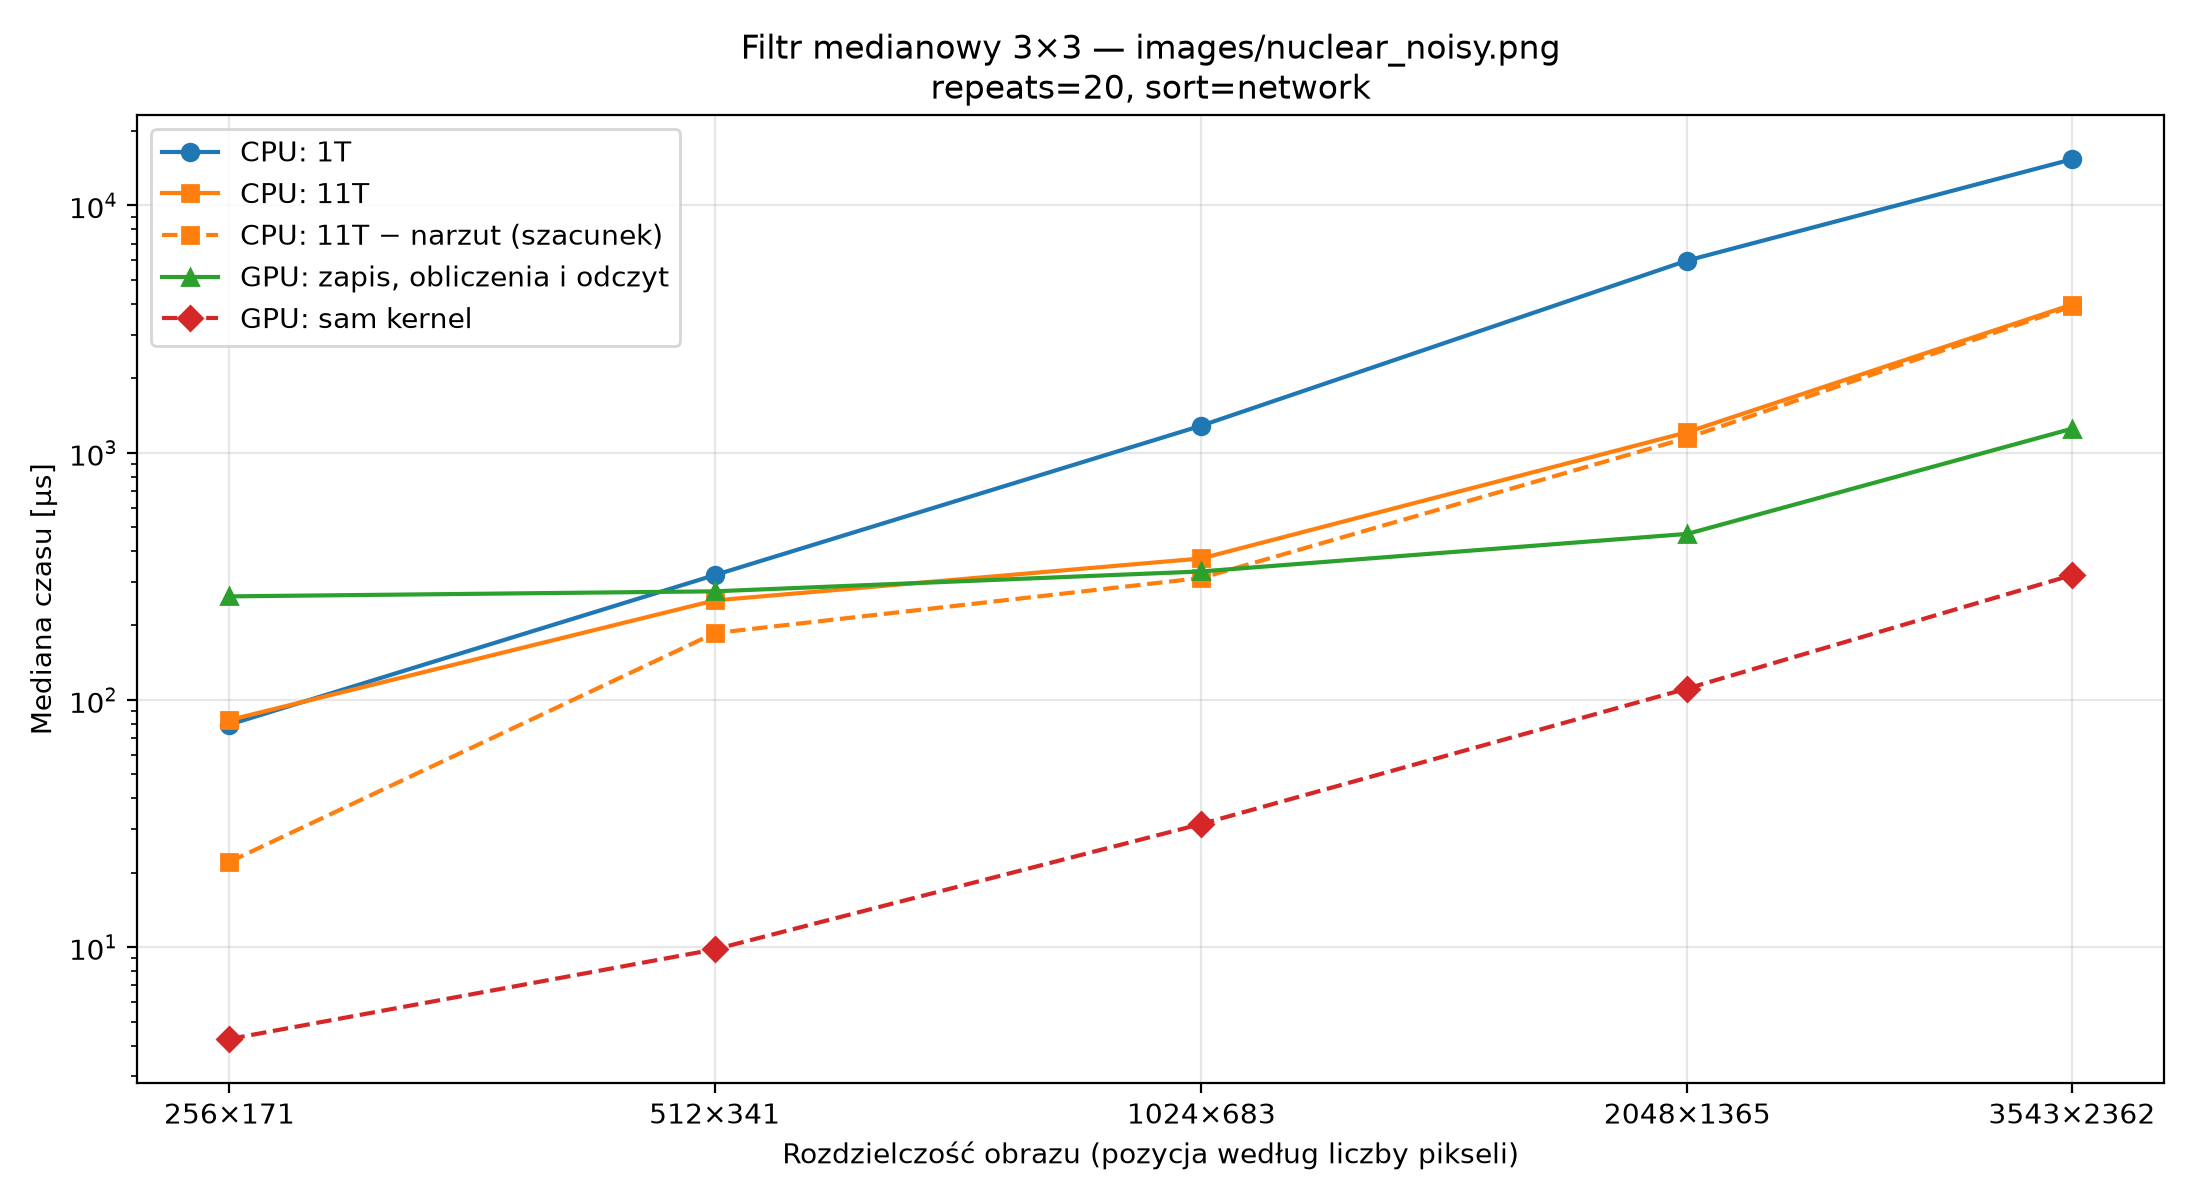 Filtr medianowy 3×3 — images/nuclear_noisy.png
repeats=20, sort=network
CPU: 1T
CPU: 11T
CPU: 11T − narzut (szacunek)
GPU: zapis, obliczenia i odczyt
GPU: sam kernel
Mediana czasu [µs]
10⁴
10³
10²
10¹
256×171
512×341
1024×683
2048×1365
3543×2362
Rozdzielczość obrazu (pozycja według liczby pikseli)